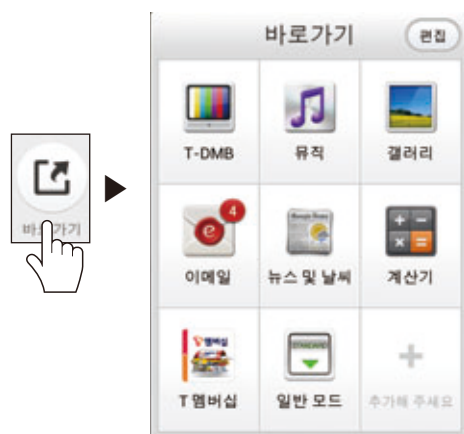 바로가기
편집
T-DMB
뮤직
갤러리
4
이메일
뉴스 및 날씨
계산기
T 멤버십
일반 모드
추가해 주세요
바로가기